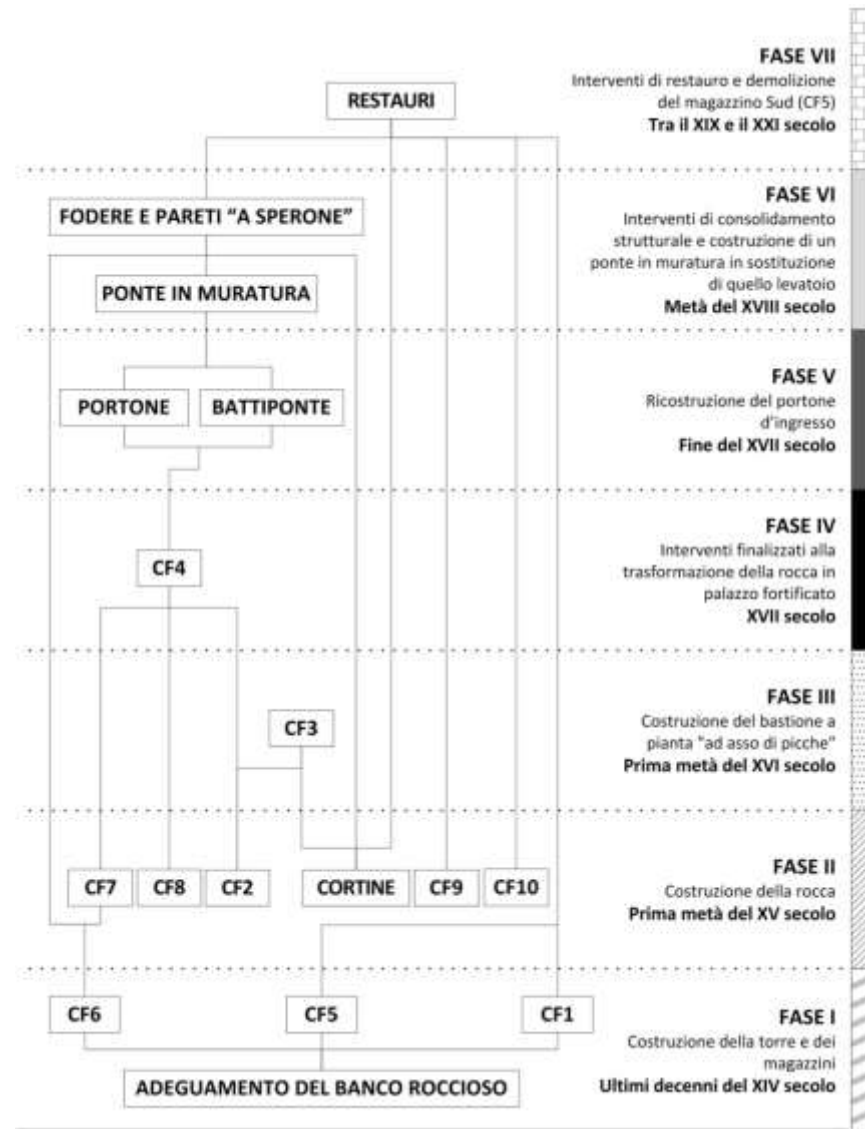 FASE VII
Interventi di restauro e demolizione
del magazzino Sud (CF5)
Tra il XIX e il XXI secolo
RESTAURI
FASE VI
Interventi di consolidamento
strutturale e costruzione di un
ponte in muratura in sostituzione
di quello levatoio
Metà del XVIII secolo
FODERE E PARETI "A SPERONE"
PONTE IN MURATURA
FASE V
Ricostruzione del portone
d'ingresso
Fine del XVII secolo
PORTONE
BATTIPONTE
FASE IV
Interventi finalizzati alla
trasformazione della rocca in
palazzo fortificato
XVII secolo
CF4
FASE III
Costruzione del bastione a
pianta "ad asso di picche"
Prima metà del XVI secolo
CF3
FASE II
Costruzione della rocca
Prima metà del XV secolo
CF7
CF8
CF2
CORTINE
CF9
CF10
FASE I
Costruzione della torre e dei
magazzini
Ultimi decenni del XIV secolo
CF6
CF5
CF1
ADEGUAMENTO DEL BANCO ROCCIOSO